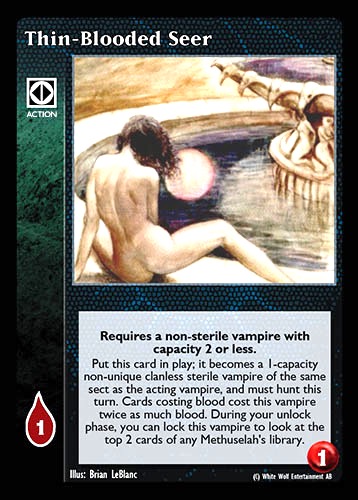 Thin-Blooded Seer
ACTION
Requires a non-sterile vampire with
capacity 2 or less.
Put this card in play; it becomes a 1-capacity
non-unique clanless sterile vampire of the same
sect as the acting vampire, and must hunt this
turn. Cards costing blood cost this vampire
twice as much blood. During your unlock
phase, you can lock this vampire to look at the
top 2 cards of any Methuselah's library.
1
1
Illus: Brian LeBlanc
(C) White Wolf Entertainment AB